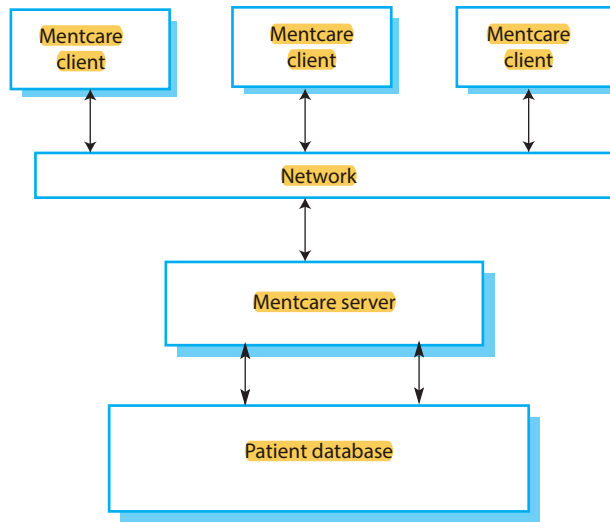 Mentcare
client
Mentcare
client
Mentcare
client
Network
Mentcare server
Patient database